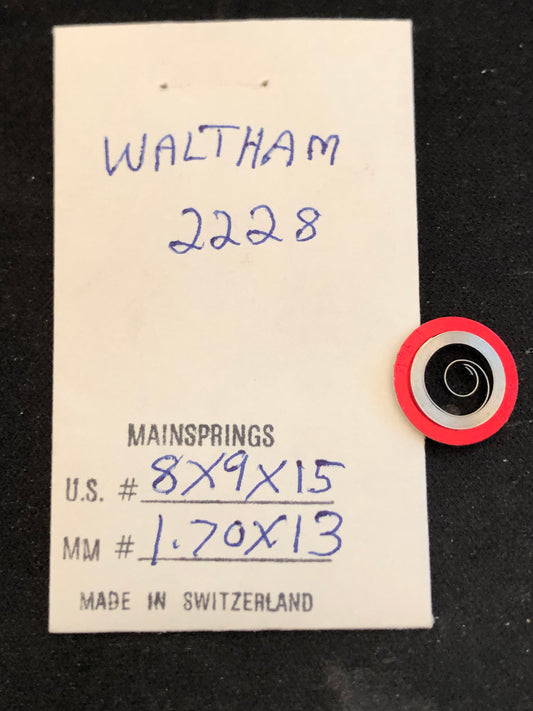 WALTHAM
2228
MAINSPRINGS
U.S. # 8X9X15
MM # 1.70X13
MADE IN SWITZERLAND